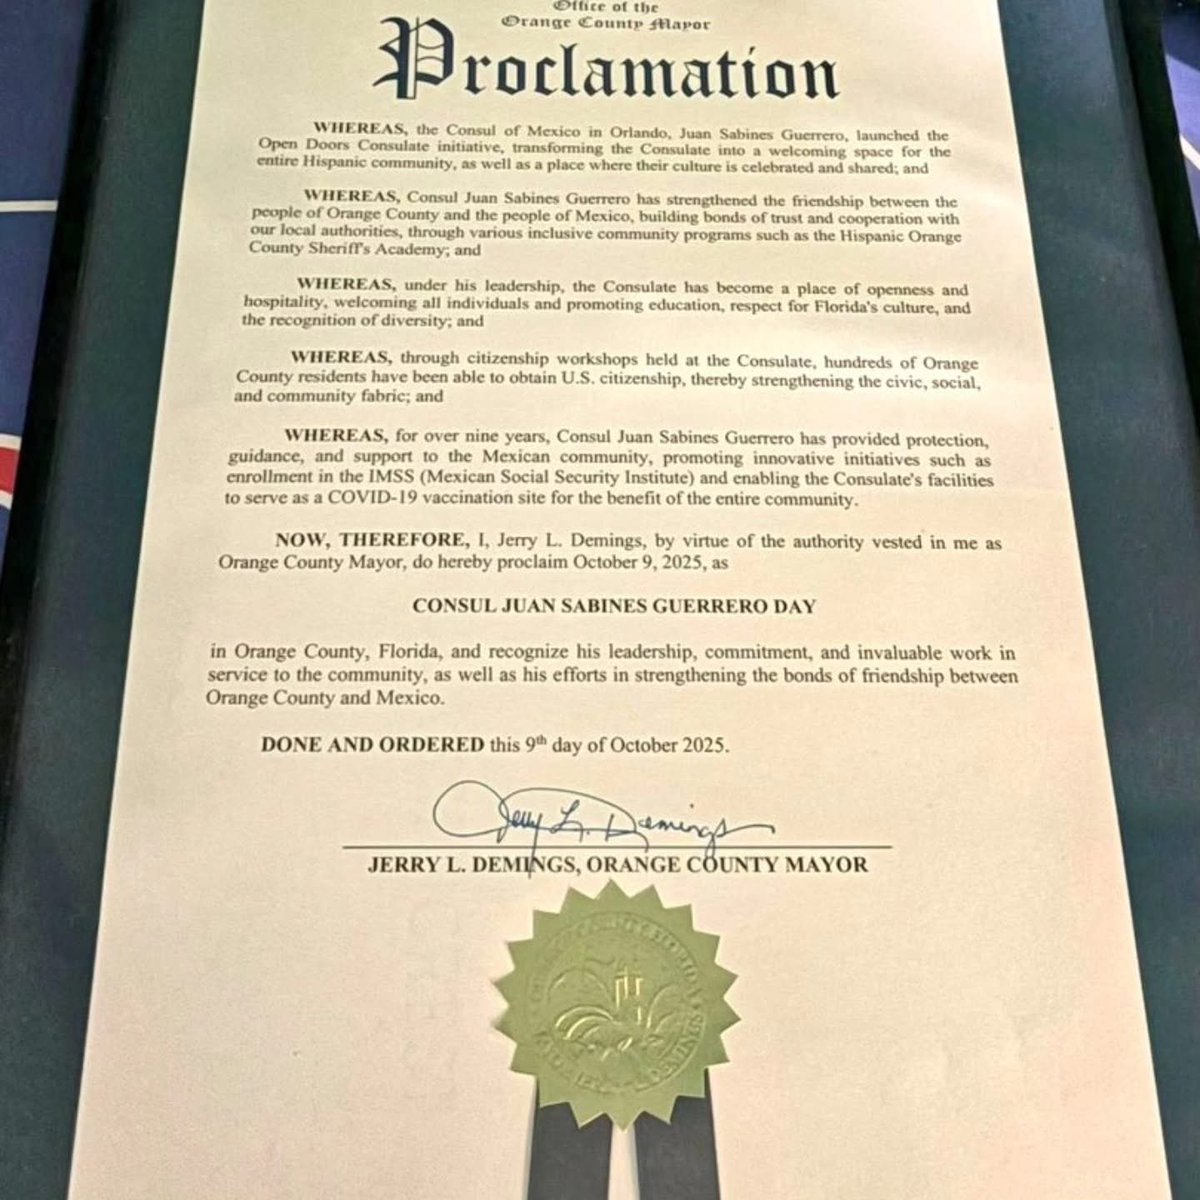 Office of the
Orange County Mayor
Proclamation
WHEREAS, the Consul of Mexico in Orlando, Juan Sabines Guerrero, launched the
Open Doors Consulate initiative, transforming the Consulate into a welcoming space for the
entire Hispanic community, as well as a place where their culture is celebrated and shared; and
WHEREAS, Consul Juan Sabines Guerrero has strengthened the friendship between the
people of Orange County and the people of Mexico, building bonds of trust and cooperation with
our local authorities, through various inclusive community programs such as the Hispanic Orange
County Sheriff's Academy; and
WHEREAS, under his leadership, the Consulate has become a place of openness and
hospitality, welcoming all individuals and promoting education, respect for Florida's culture, and
the recognition of diversity; and
WHEREAS, through citizenship workshops held at the Consulate, hundreds of Orange
County residents have been able to obtain U.S. citizenship, thereby strengthening the civic, social,
and community fabric; and
WHEREAS, for over nine years, Consul Juan Sabines Guerrero has provided protection,
guidance, and support to the Mexican community, promoting innovative initiatives such as
enrollment in the IMSS (Mexican Social Security Institute) and enabling the Consulate's facilities
to serve as a COVID-19 vaccination site for the benefit of the entire community.
NOW, THEREFORE, I, Jerry L. Demings, by virtue of the authority vested in me as
Orange County Mayor, do hereby proclaim October 9, 2025, as
CONSUL JUAN SABINES GUERRERO DAY
in Orange County, Florida, and recognize his leadership, commitment, and invaluable work in
service to the community, as well as his efforts in strengthening the bonds of friendship between
Orange County and Mexico.
DONE AND ORDERED this 9th day of October 2025.
Jerry L. Demings
JERRY L. DEMINGS, ORANGE COUNTY MAYOR